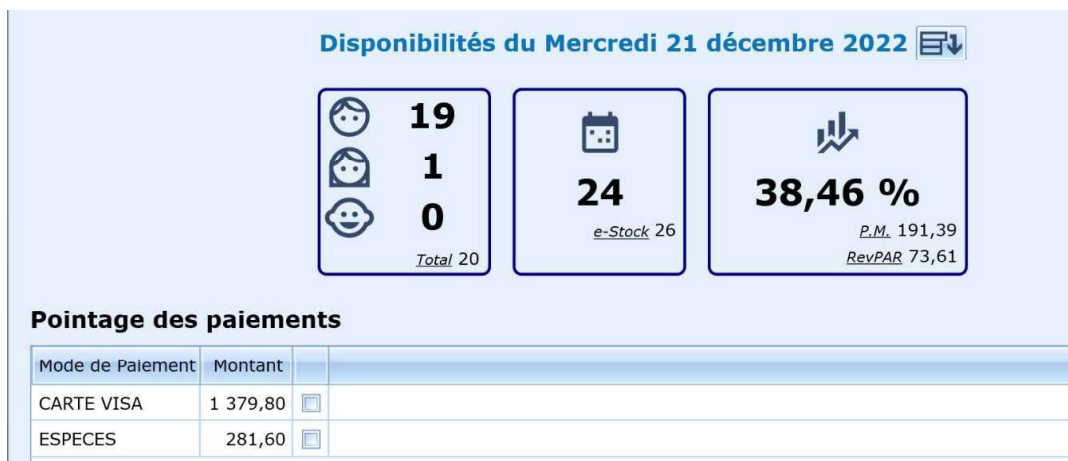 Disponibilités du Mercredi 21 décembre 2022
19
1
0
Total 20
24
e-Stock 26
38,46 %
P.M. 191,39
RevPAR 73,61
Pointage des paiements
Mode de Paiement Montant
CARTE VISA 1 379,80
ESPECES 281,60